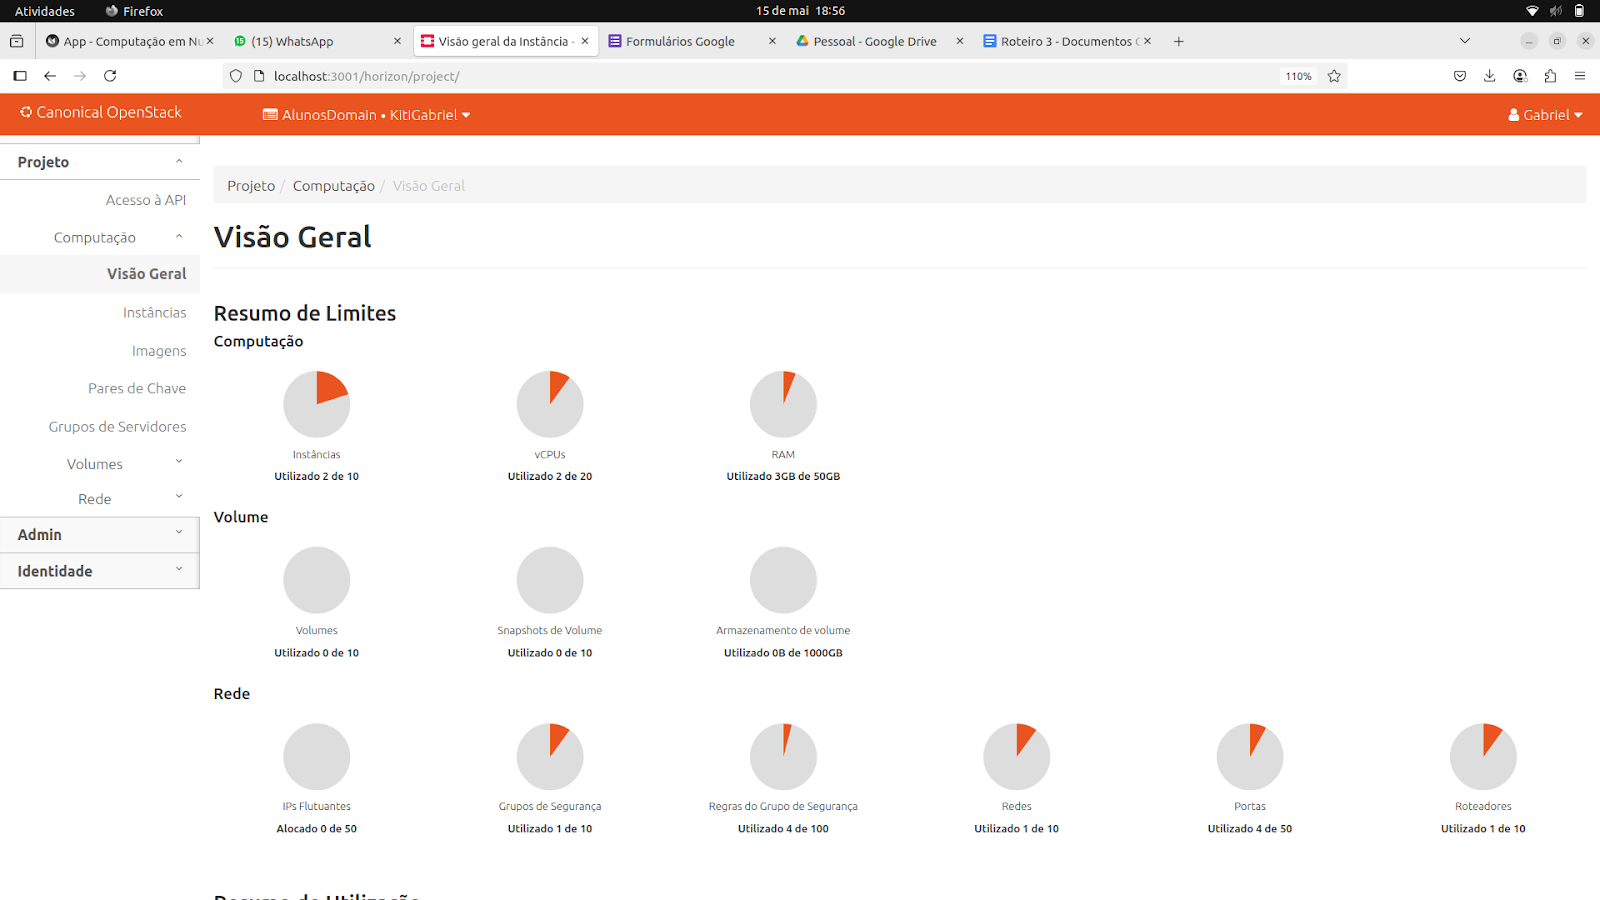 Atividades
Firefox
15 de mai 18:56
App - Computação em Nu
(15) WhatsApp
Visão geral da Instância -
Formulários Google
Pessoal - Google Drive
Roteiro 3 - Documentos
localhost:3001/horizon/project/
110%
Canonical OpenStack
AlunosDomain • KitIGabriel
Gabriel
Projeto
Acesso à API
Computação
Visão Geral
Instâncias
Imagens
Pares de Chave
Grupos de Servidores
Volumes
Rede
Admin
Identidade
Projeto / Computação / Visão Geral
Visão Geral
Resumo de Limites
Computação
Instâncias
Utilizado 2 de 10
vCPUs
Utilizado 2 de 20
RAM
Utilizado 3GB de 50GB
Volume
Volumes
Utilizado 0 de 10
Snapshots de Volume
Utilizado 0 de 10
Armazenamento de volume
Utilizado 0B de 1000GB
Rede
IPs Flutuantes
Alocado 0 de 50
Grupos de Segurança
Utilizado 1 de 10
Regras do Grupo de Segurança
Utilizado 4 de 100
Redes
Utilizado 1 de 10
Portas
Utilizado 4 de 50
Roteadores
Utilizado 1 de 10
Resumo de Utilização